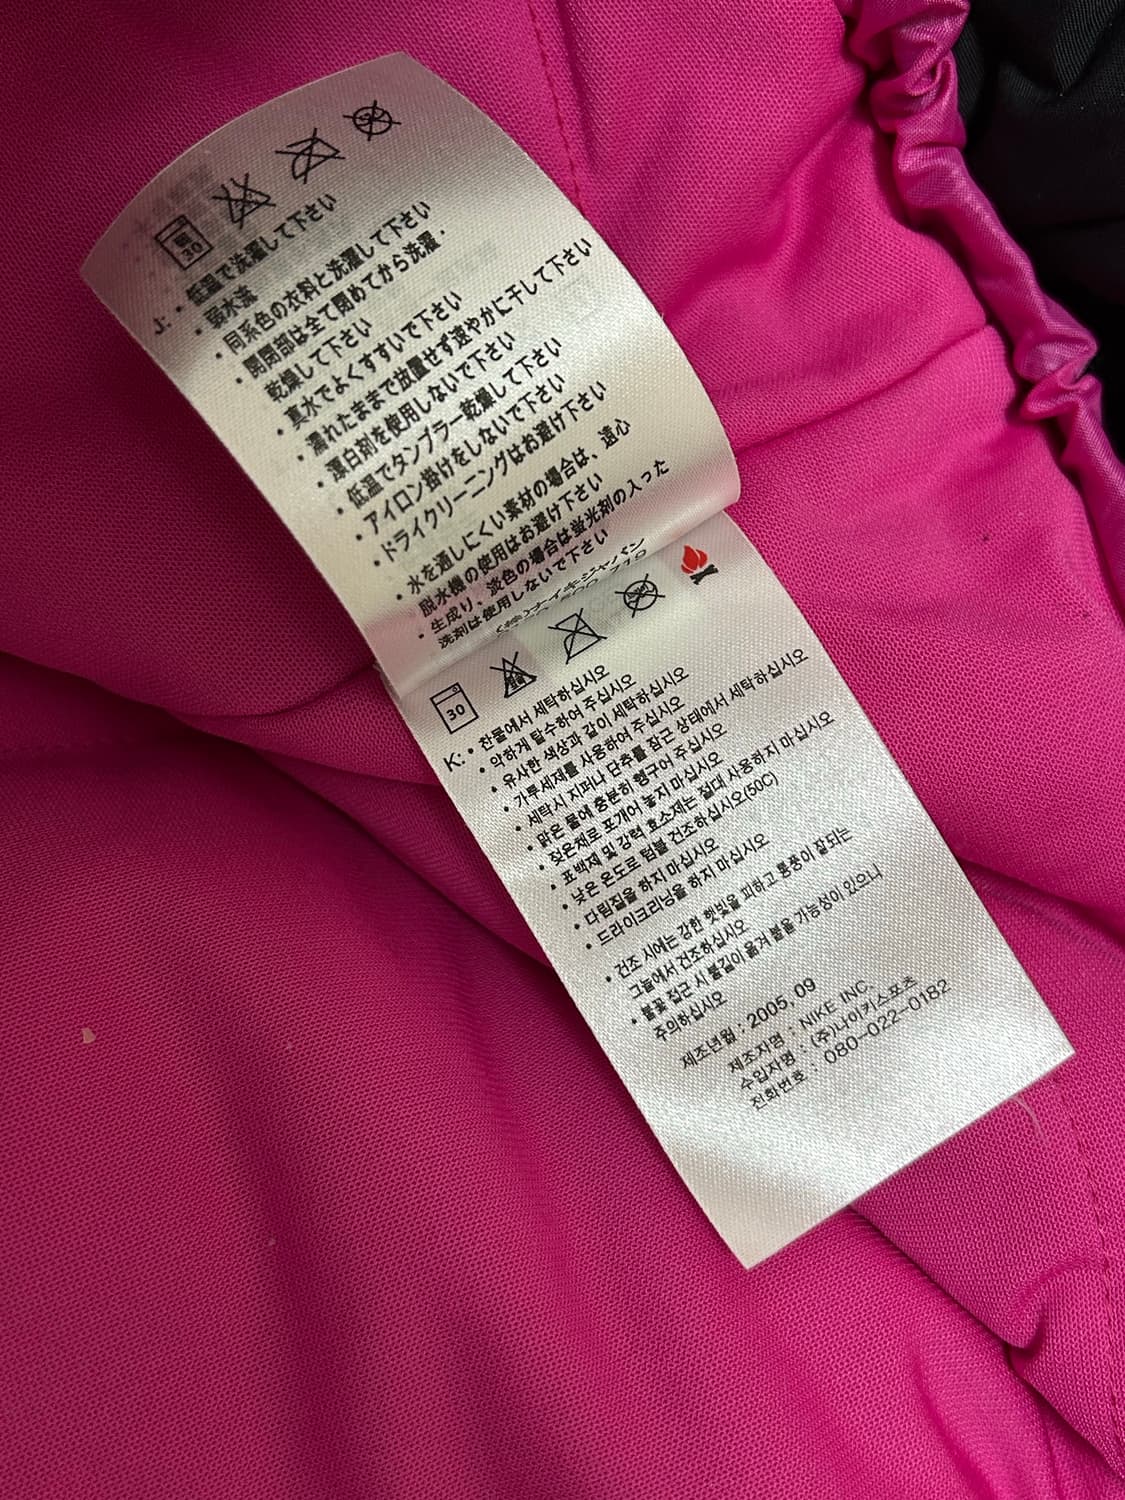 弱 30
J: • 低温で洗濯して下さい
• 弱水流
• 同系色の衣料と洗濯して下さい
• 開閉部は全て閉めてから洗濯・
乾燥して下さい
• 真水でよくすすいで下さい
• 濡れたままで放置せず速やかに干して下さい
• 漂白剤を使用しないで下さい
• 低温でタンブラー乾燥して下さい
• アイロン掛けをしないで下さい
• ドライクリーニングはお避け下さい
• 水を通しにくい素材の場合は、遠心
脱水機の使用はお避け下さい
• 生成り、淡色の場合は蛍光剤の入った
洗剤は使用しないで下さい
(株)ナイキジャパン
30
K: • 찬물에서 세탁하십시오
• 약하게 탈수하여 주십시오
• 유사한 색상과 같이 세탁하십시오
• 가루세제를 사용하여 주십시오
• 세탁시 지퍼나 단추를 잠근 상태에서 세탁하십시오
• 맑은 물에 충분히 헹구어 주십시오
• 젖은채로 포개어 놓지 마십시오
• 표백제 및 강력 효소제는 절대 사용하지 마십시오
• 낮은 온도로 텀블 건조하십시오(50C)
• 다림질을 하지 마십시오
• 드라이크리닝을 하지 마십시오
• 건조 시에는 강한 햇빛을 피하고 통풍이 잘되는
그늘에서 건조하십시오
• 불꽃 접근 시 불길이 옮겨 붙을 가능성이 있으니
주의하십시오
제조년월 : 2005, 09
제조자명 : NIKE INC.
수입자명 : (주)나이키스포츠
전화번호 : 080-022-0182